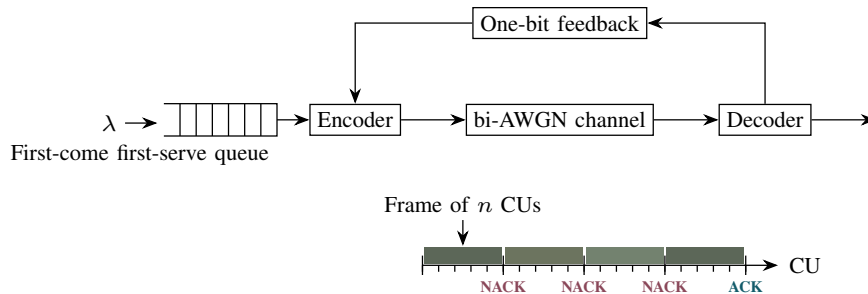 One-bit feedback
λ
Encoder
bi-AWGN channel
Decoder
First-come first-serve queue
Frame of n CUs
CU
NACK NACK NACK ACK